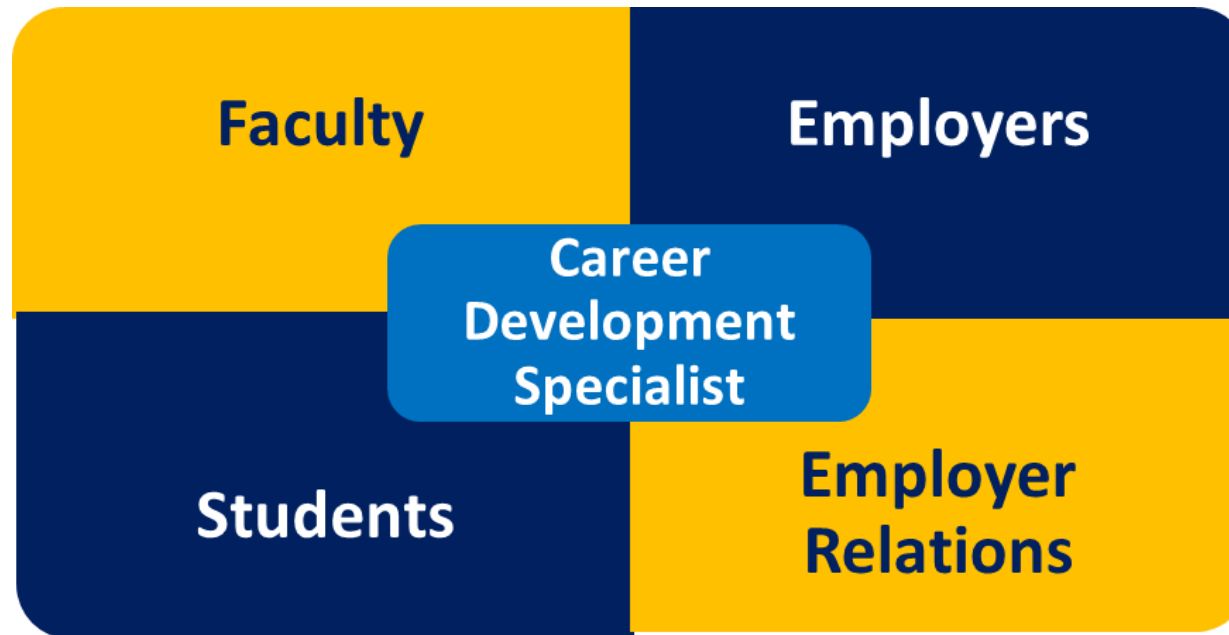 Faculty
Employers
Career
Development
Specialist
Students
Employer
Relations